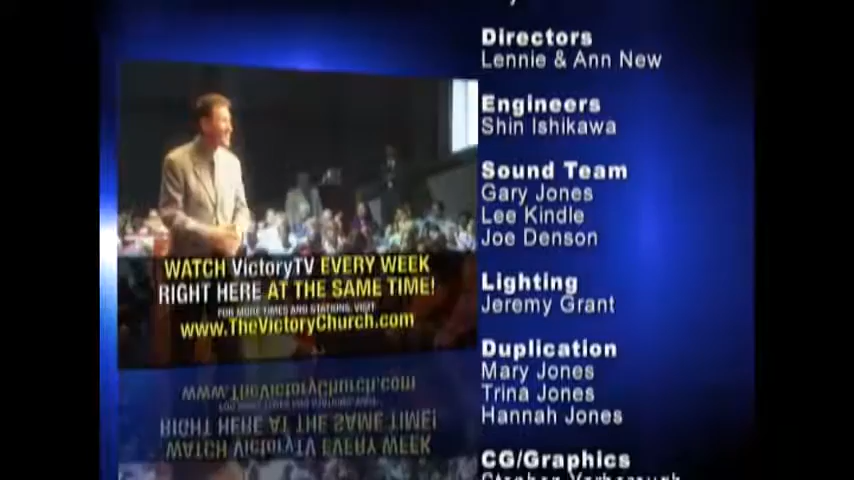 WATCH VictoryTV EVERY WEEK
RIGHT HERE AT THE SAME TIME!
FOR MORE TIMES AND STATIONS, VISIT
www.TheVictoryChurch.com
Directors
Lennie & Ann New
Engineers
Shin Ishikawa
Sound Team
Gary Jones
Lee Kindle
Joe Denson
Lighting
Jeremy Grant
Duplication
Mary Jones
Trina Jones
Hannah Jones
CG/Graphics